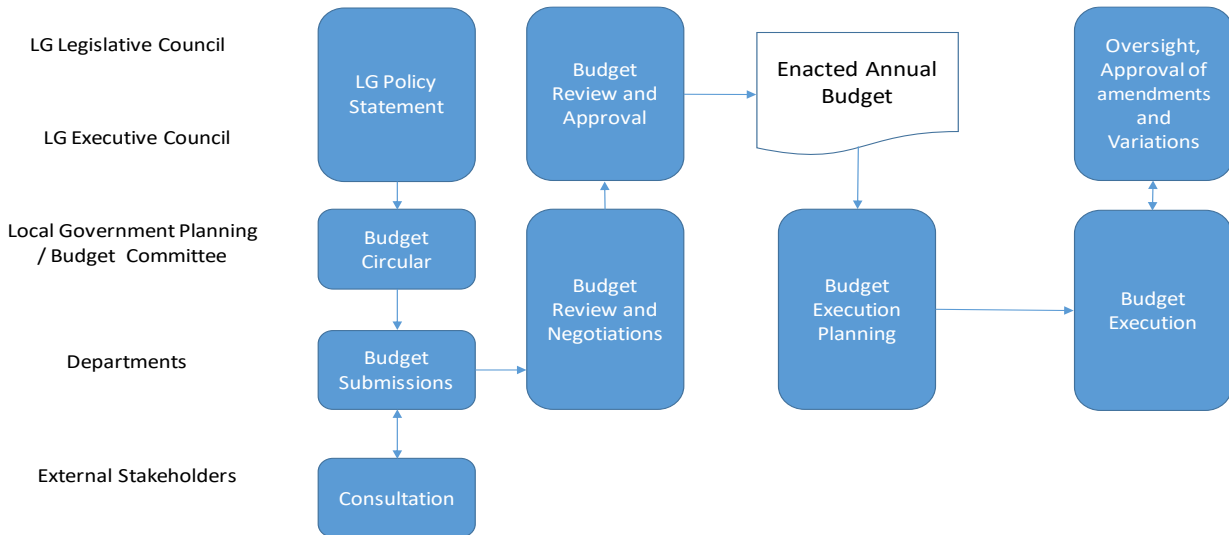 LG Legislative Council
LG Executive Council
Local Government Planning
/ Budget Committee
Departments
External Stakeholders
LG Policy
Statement
Budget
Circular
Budget
Submissions
Consultation
Budget
Review and
Approval
Budget
Review and
Negotiations
Enacted Annual
Budget
Budget
Execution
Planning
Oversight,
Approval of
amendments
and
Variations
Budget
Execution